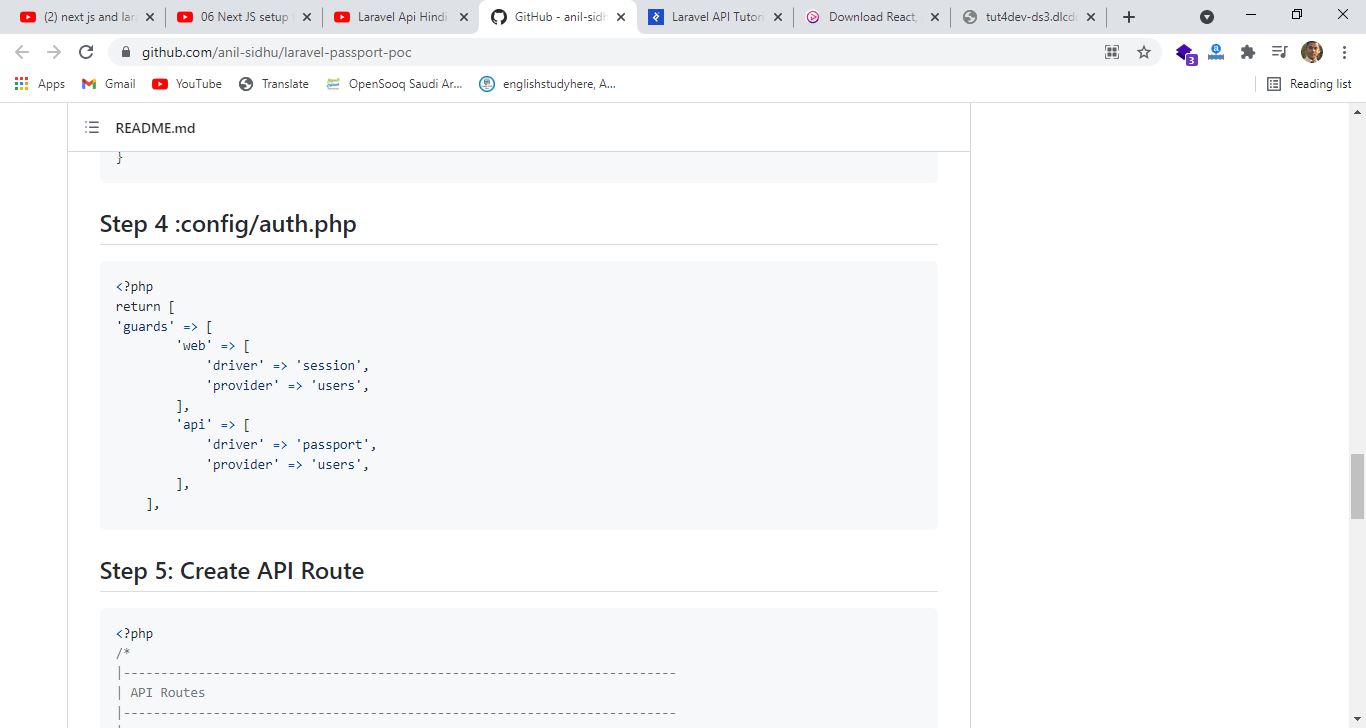 (2) next js and lar
06 Next JS setup
Laravel Api Hindi
GitHub - anil-sidh
Laravel API Tutor
Download React,
tut4dev-ds3.dlcd
github.com/anil-sidhu/laravel-passport-poc
3
Apps
Gmail
YouTube
Translate
OpenSooq Saudi Ar...
englishstudyhere, A...
Reading list
README.md
}
Step 4 :config/auth.php
<?php
return [
'guards' => [
'web' => [
'driver' => 'session',
'provider' => 'users',
],
'api' => [
'driver' => 'passport',
'provider' => 'users',
],
],
Step 5: Create API Route
<?php
/*
|--------------------------------------------------------------------------
| API Routes
|--------------------------------------------------------------------------